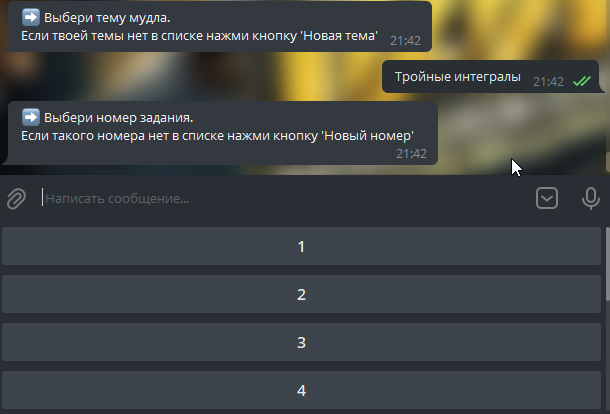 ➡ Выбери тему мудла.
Если твоей темы нет в списке нажми кнопку 'Новая тема' 21:42
Тройные интегралы 21:42
➡ Выбери номер задания.
Если такого номера нет в списке нажми кнопку 'Новый номер'
21:42
Написать сообщение...
1
2
3
4